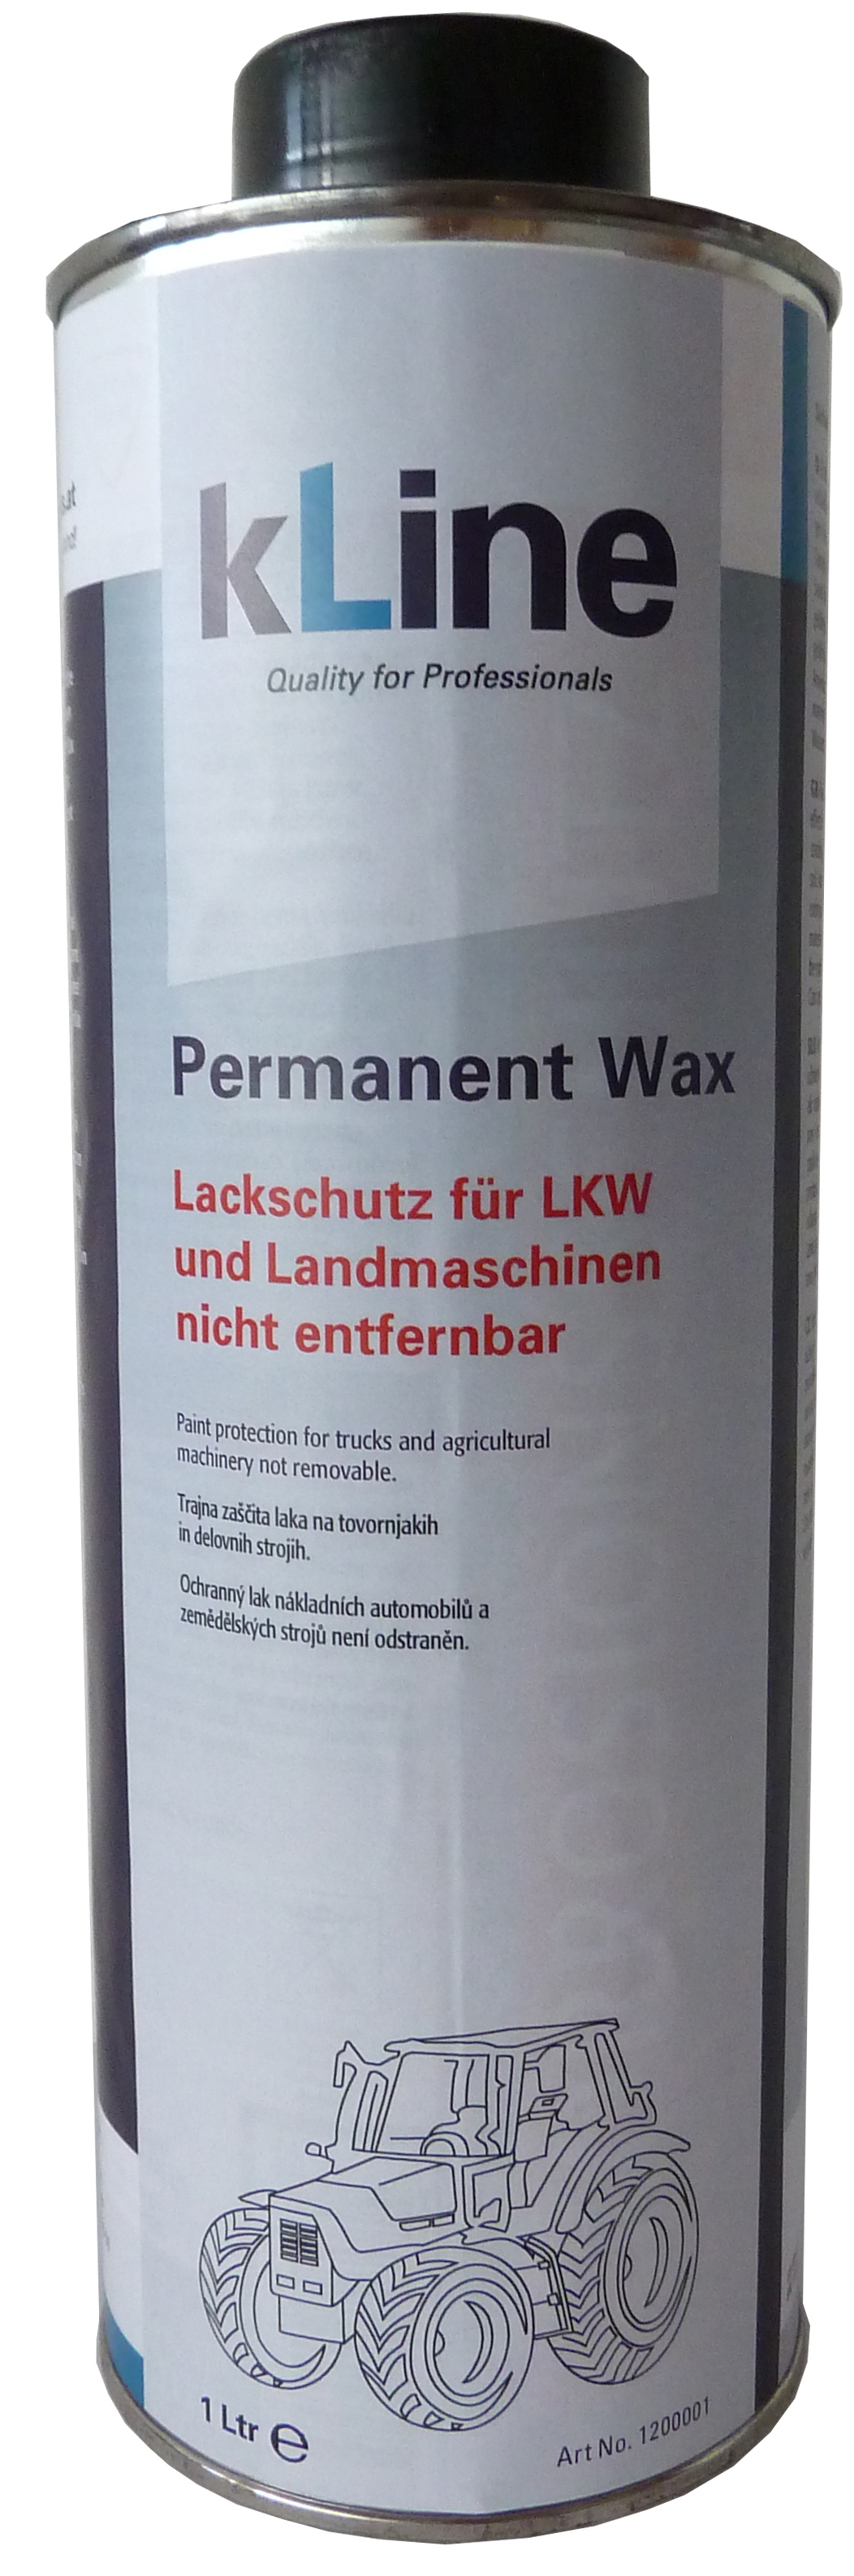 kLine
Quality for Professionals
Permanent Wax
Lackschutz für LKW
und Landmaschinen
nicht entfernbar
Paint protection for trucks and agricultural
machinery not removable.
Trajna zaščita laka na tovornjakih
in delovnih strojih.
Ochranný lak nákladních automobilů a
zemědělských strojů není odstraněn.
1 Ltr ℮
Art No. 1200001